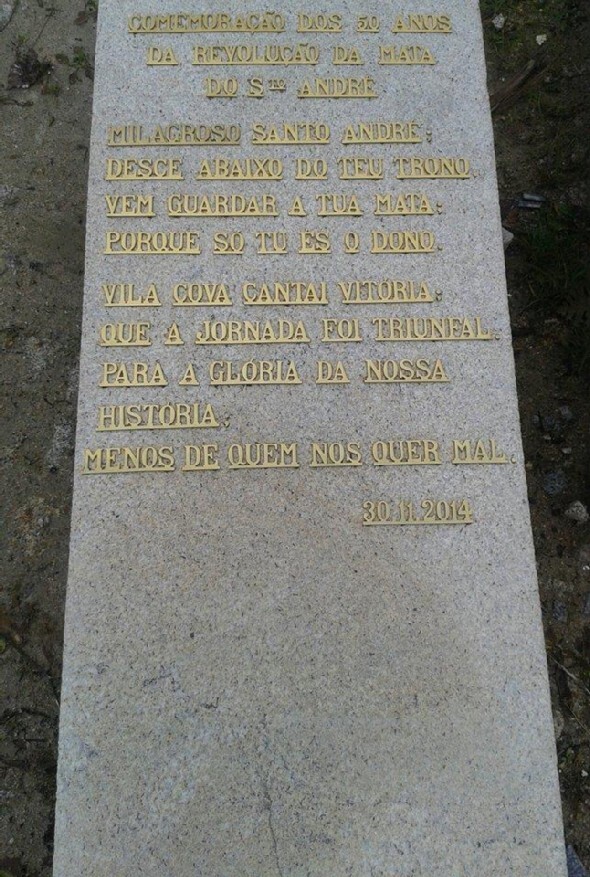 COMEMORAÇÃO DOS 50 ANOS
DA REVOLUÇÃO DA MATA
DO STO ANDRÉ
MILAGROSO SANTO ANDRÉ;
DESCE ABAIXO DO TEU TRONO.
VEM GUARDAR A TUA MATA;
PORQUE SÓ TU ÉS O DONO.
VILA COVA CANTAI VITÓRIA;
QUE A JORNADA FOI TRIUNFAL.
PARA A GLÓRIA DA NOSSA
HISTÓRIA;
MENOS DE QUEM NOS QUER MAL.
30.11.2014